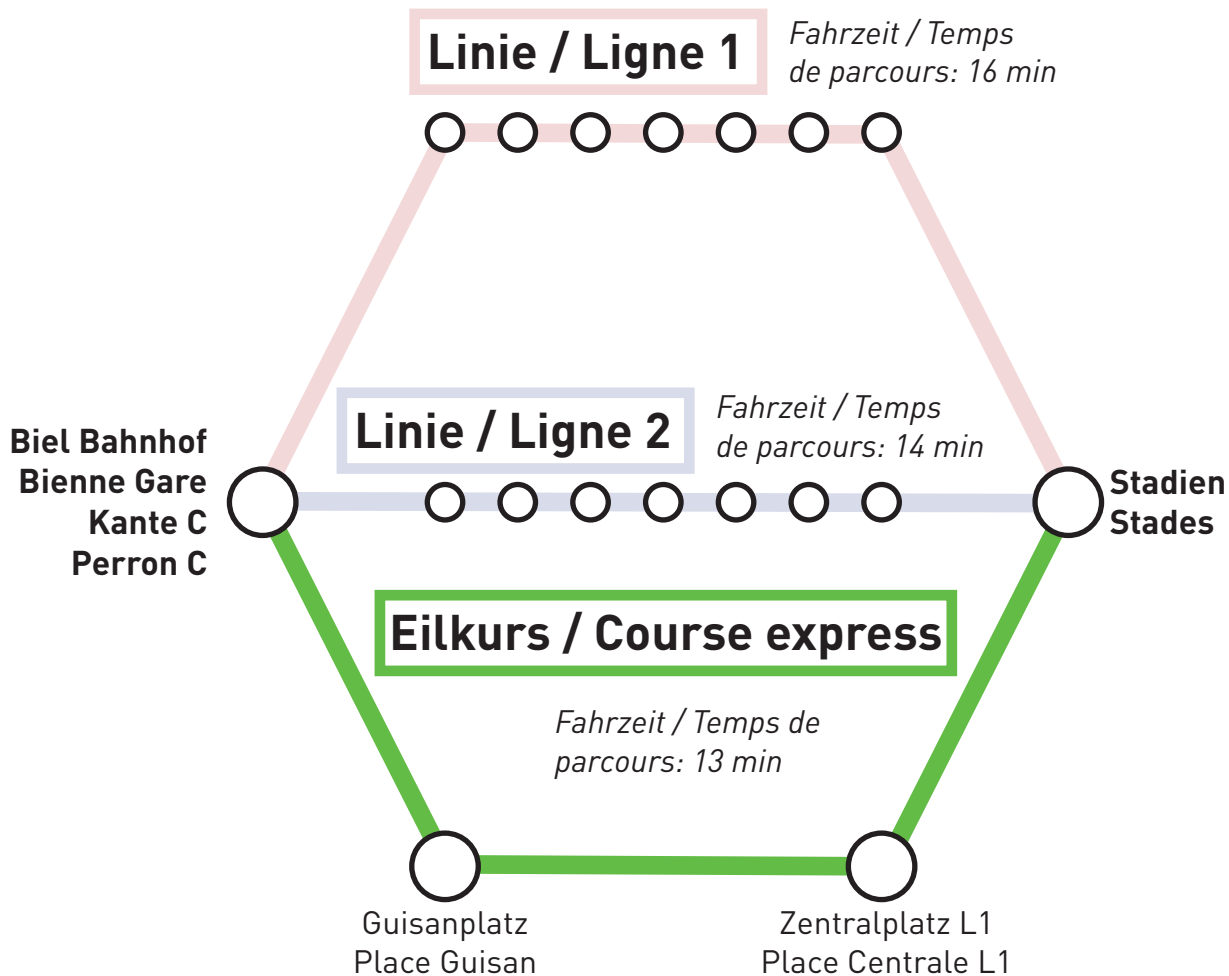 Linie / Ligne 1
Fahrzeit / Temps
de parcours: 16 min
Linie / Ligne 2
Fahrzeit / Temps
de parcours: 14 min
Biel Bahnhof
Bienne Gare
Kante C
Perron C
Stadien
Stades
Eilkurs / Course express
Fahrzeit / Temps de
parcours: 13 min
Guisanplatz
Place Guisan
Zentralplatz L1
Place Centrale L1